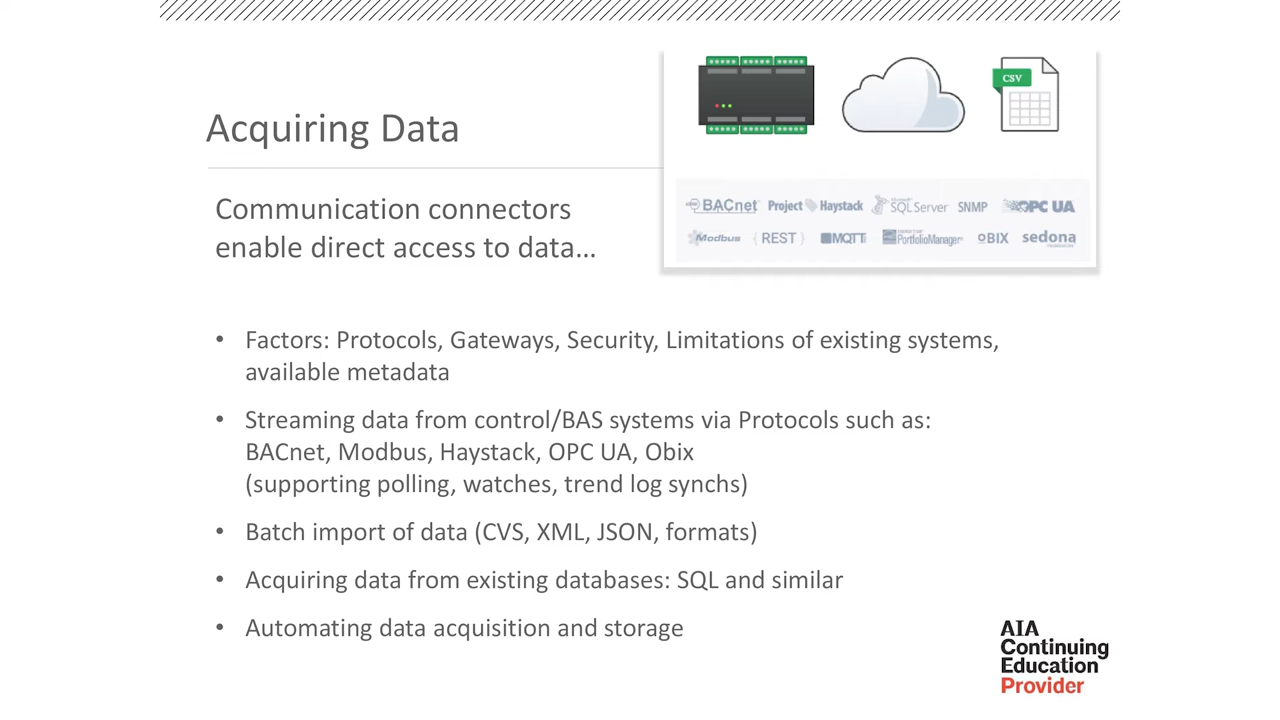 CSV
Acquiring Data
BACnet Project Haystack SQL Server SNMP OPC UA
Modbus { REST } MQTT PortfolioManager oBIX sedona
Communication connectors
enable direct access to data…
• Factors: Protocols, Gateways, Security, Limitations of existing systems,
available metadata
• Streaming data from control/BAS systems via Protocols such as:
BACnet, Modbus, Haystack, OPC UA, Obix
(supporting polling, watches, trend log synchs)
• Batch import of data (CVS, XML, JSON, formats)
• Acquiring data from existing databases: SQL and similar
• Automating data acquisition and storage
AIA
Continuing
Education
Provider